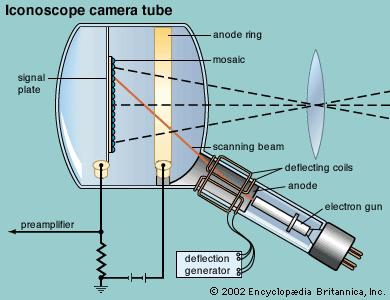 Iconoscope camera tube
anode ring
mosaic
signal
plate
scanning beam
deflecting coils
anode
electron gun
preamplifier
deflection
generator
© 2002 Encyclopædia Britannica, Inc.